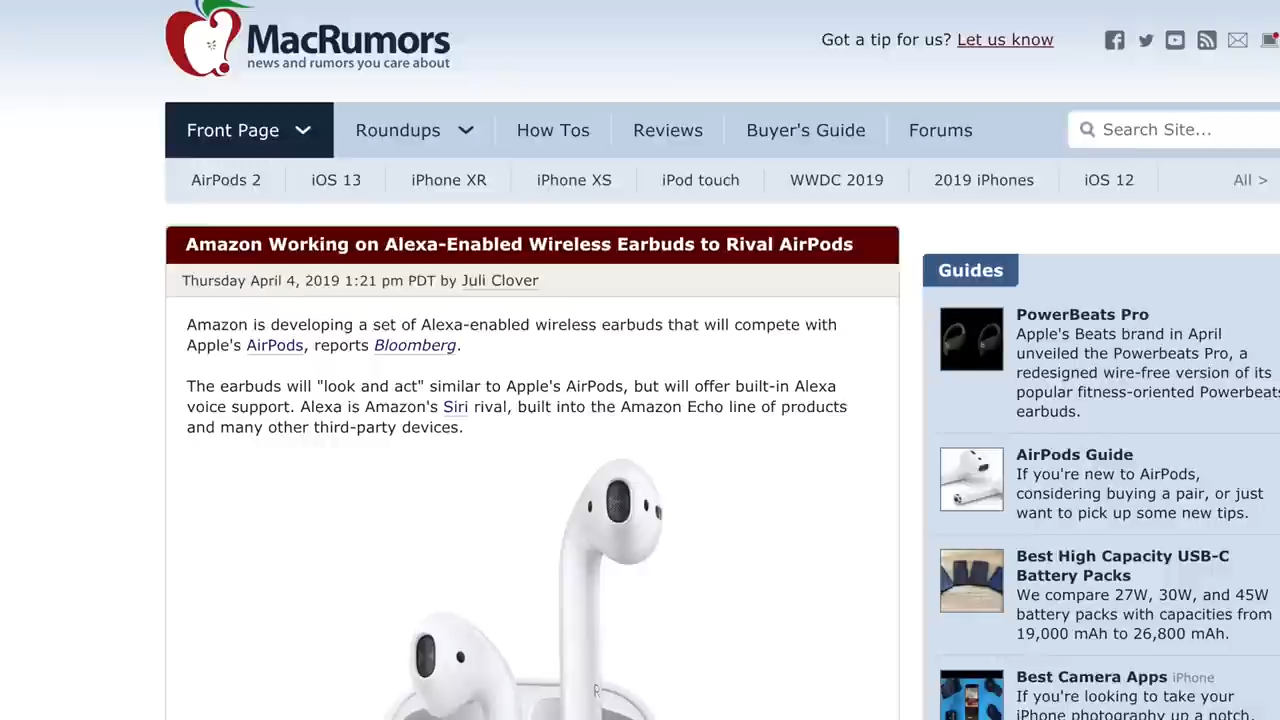 MacRumors
news and rumors you care about
Got a tip for us? Let us know
Front Page
Roundups
How Tos
Reviews
Buyer's Guide
Forums
Search Site...
AirPods 2
iOS 13
iPhone XR
iPhone XS
iPod touch
WWDC 2019
2019 iPhones
iOS 12
All >
Amazon Working on Alexa-Enabled Wireless Earbuds to Rival AirPods
Thursday April 4, 2019 1:21 pm PDT by Juli Clover
Amazon is developing a set of Alexa-enabled wireless earbuds that will compete with
Apple's AirPods, reports Bloomberg.
The earbuds will "look and act" similar to Apple's AirPods, but will offer built-in Alexa
voice support. Alexa is Amazon's Siri rival, built into the Amazon Echo line of products
and many other third-party devices.
R
Guides
PowerBeats Pro
Apple's Beats brand in April
unveiled the Powerbeats Pro, a
redesigned wire-free version of its
popular fitness-oriented Powerbeats
earbuds.
AirPods Guide
If you're new to AirPods,
considering buying a pair, or just
want to pick up some new tips.
Best High Capacity USB-C
Battery Packs
We compare 27W, 30W, and 45W
battery packs with capacities from
19,000 mAh to 26,800 mAh.
Best Camera Apps iPhone
If you're looking to take your
iPhone photography up a notch,